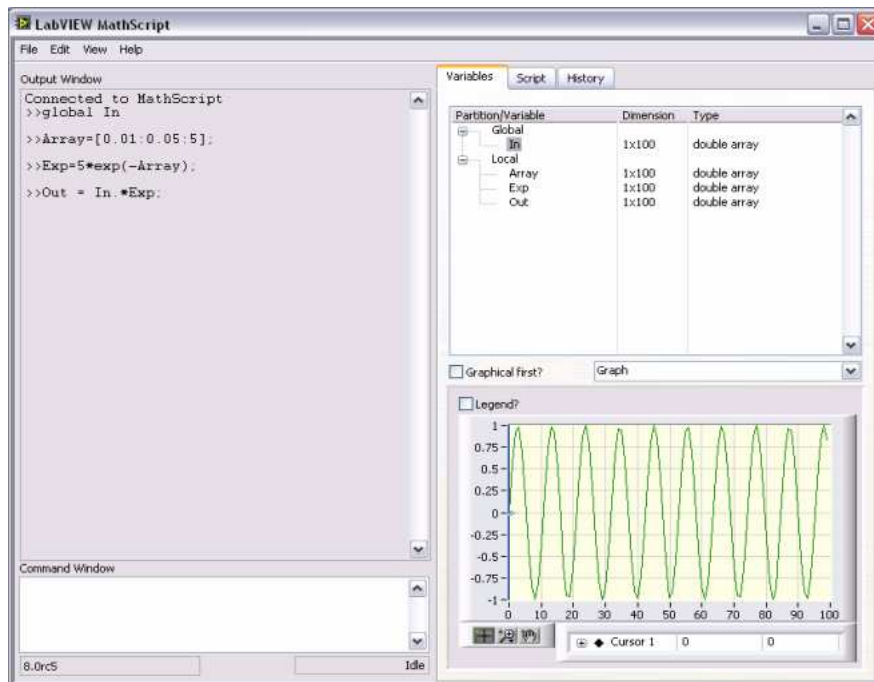 LabVIEW MathScript
File Edit View Help
Output Window
Connected to MathScript
>>global In
>>Array=[0.01:0.05:5];
>>Exp=5*exp(-Array);
>>Out = In.*Exp;
Command Window
8.0rc5 Idle
Variables Script History
Partition/Variable Dimension Type
Global
In 1x100 double array
Local
Array 1x100 double array
Exp 1x100 double array
Out 1x100 double array
Graphical first? Graph
Legend?
1
0.75
0.5
0.25
0
-0.25
-0.5
-0.75
-1
0 10 20 30 40 50 60 70 80 90 100
Cursor 1 0 0